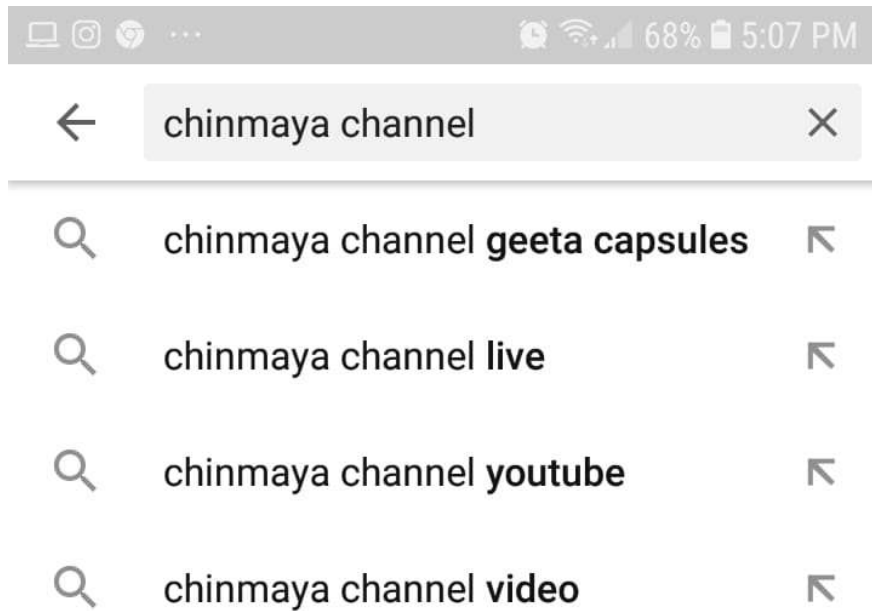 68% 5:07 PM
chinmaya channel
chinmaya channel geeta capsules
chinmaya channel live
chinmaya channel youtube
chinmaya channel video